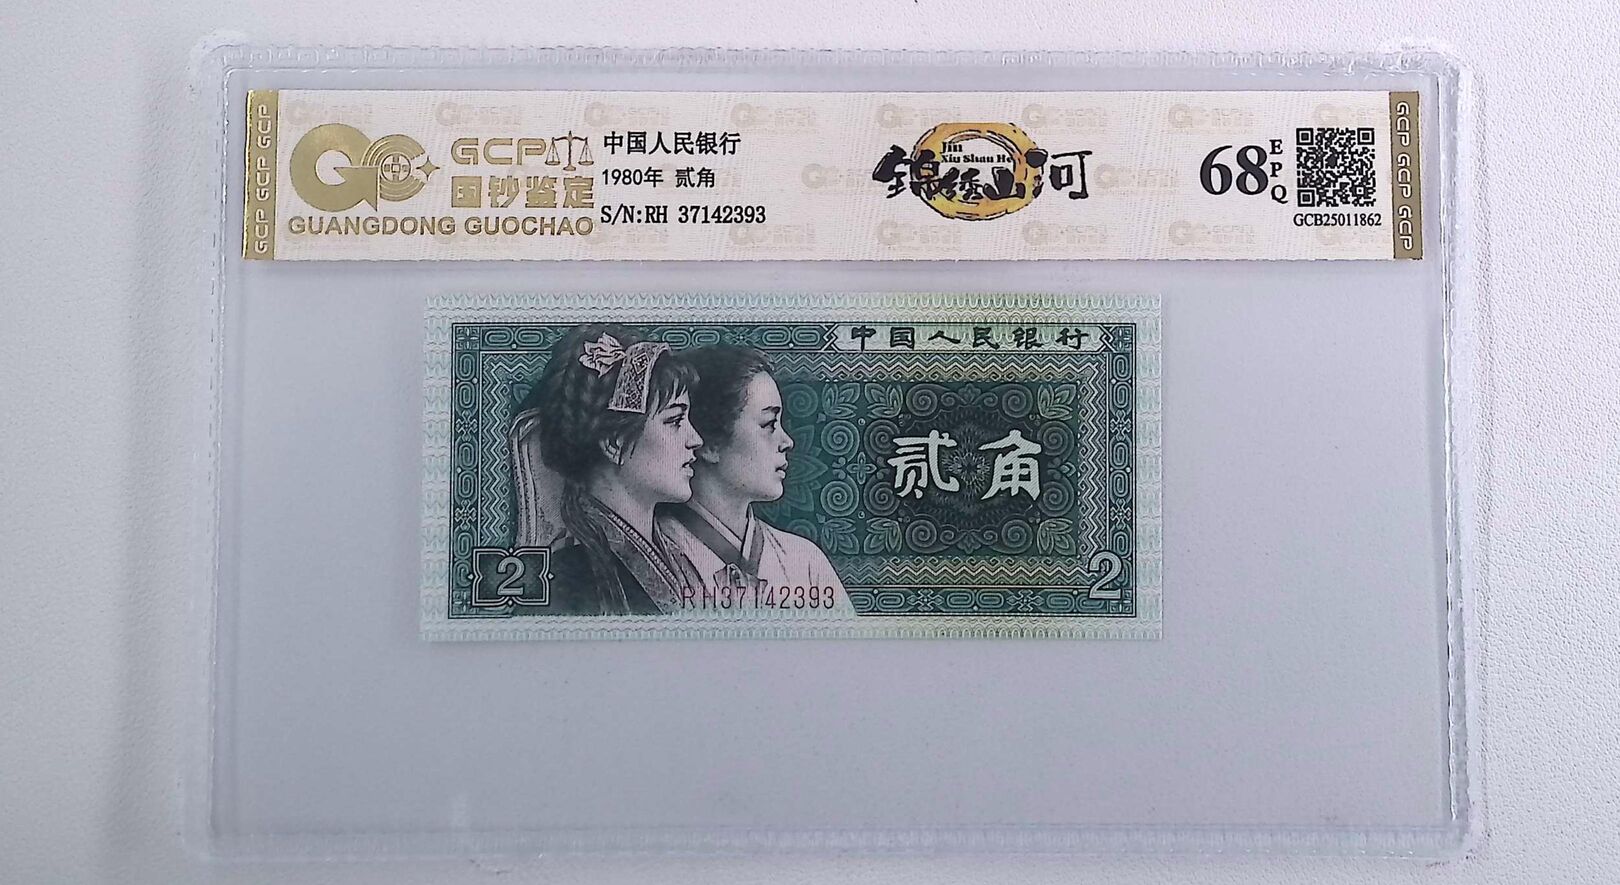 GCP GCP GCP
GCP
国钞鉴定
GUANGDONG GUOCHAO
中国人民银行
1980年 贰角
S/N:RH 37142393
锦绣山河
Jin
Xiu Shan He
68
EPQ
GCB25011862
GCP GCP GCP
中国人民银行
贰角
2
2
RH37142393